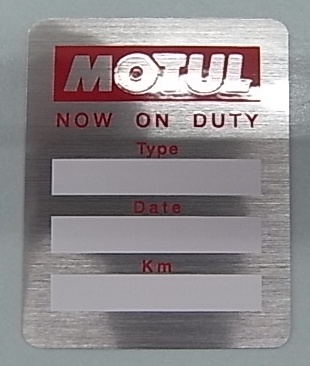 MOTUL
NOW ON DUTY
Type
Date
Km